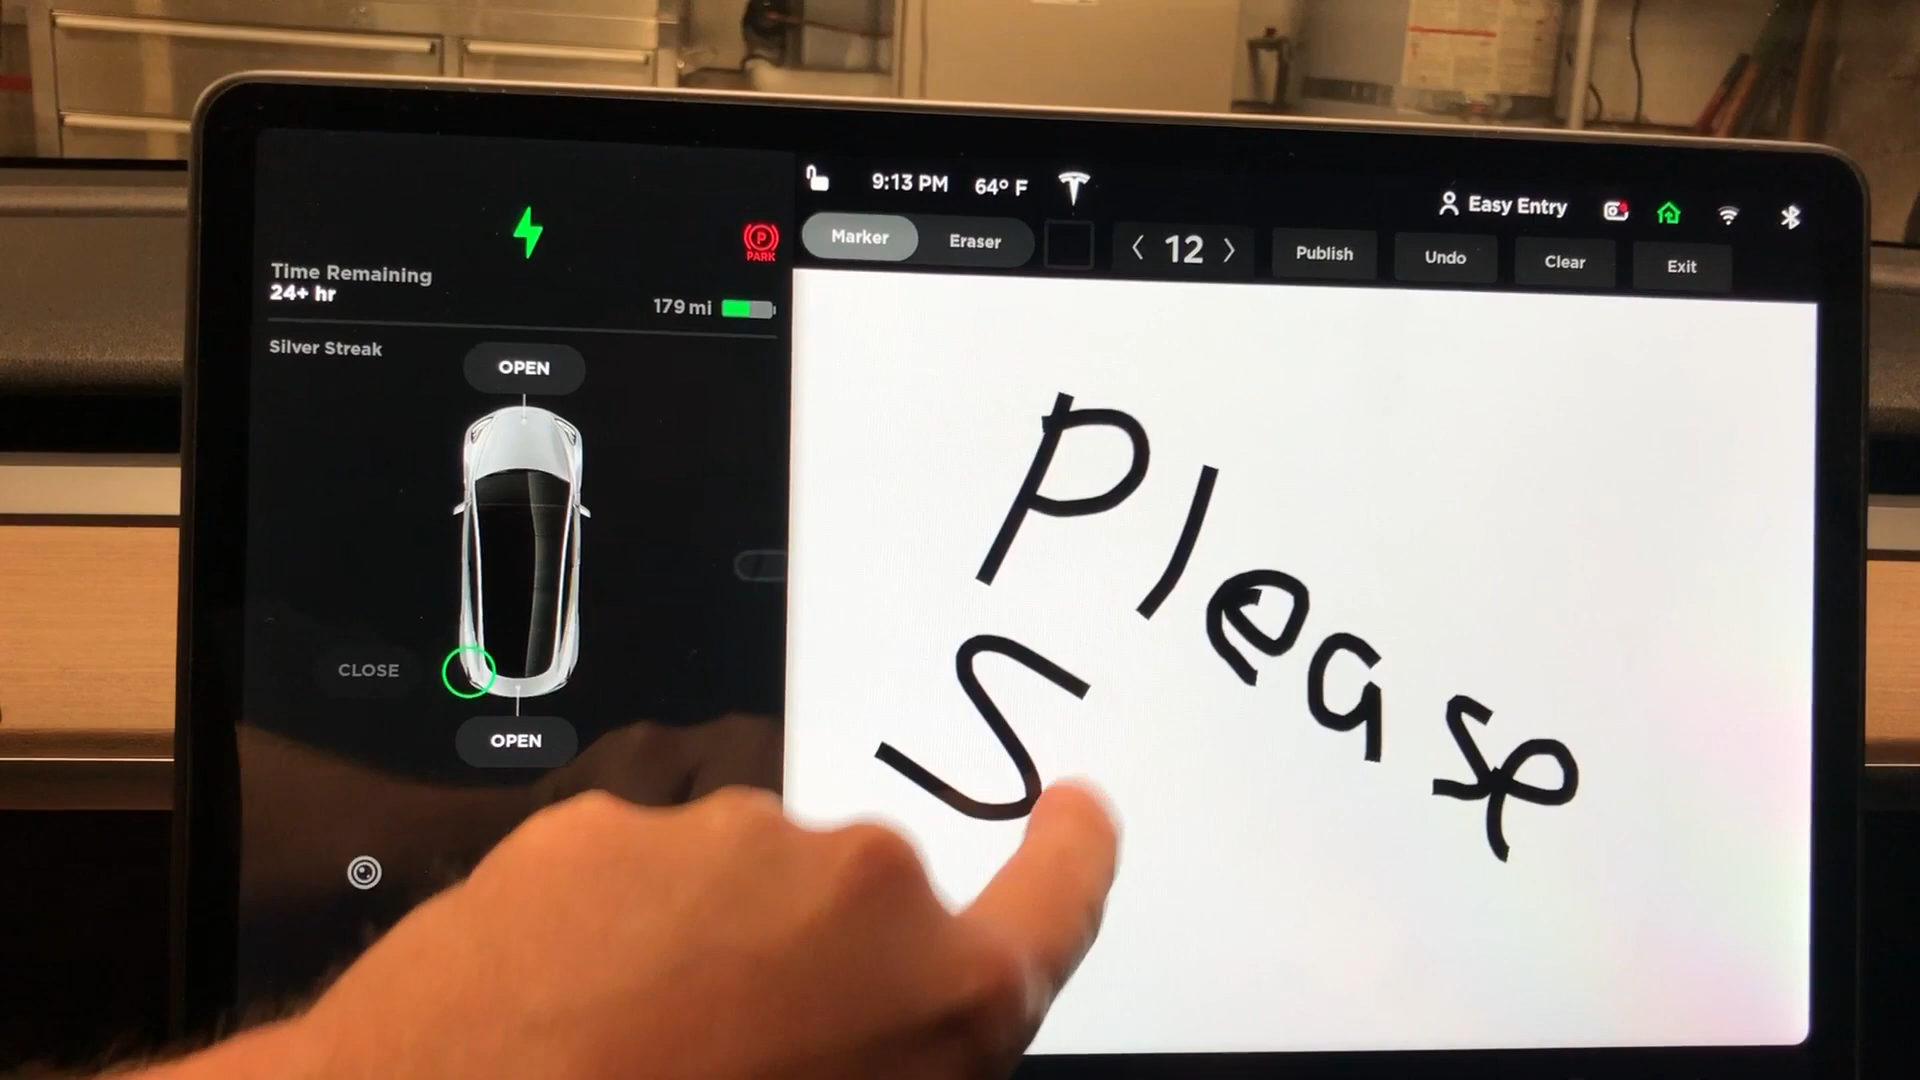 9:13 PM 64° F Easy Entry
Marker Eraser < 12 > Publish Undo Clear Exit
P
PARK
Time Remaining
24+ hr
179 mi
Silver Streak
OPEN
CLOSE
OPEN
Please
S